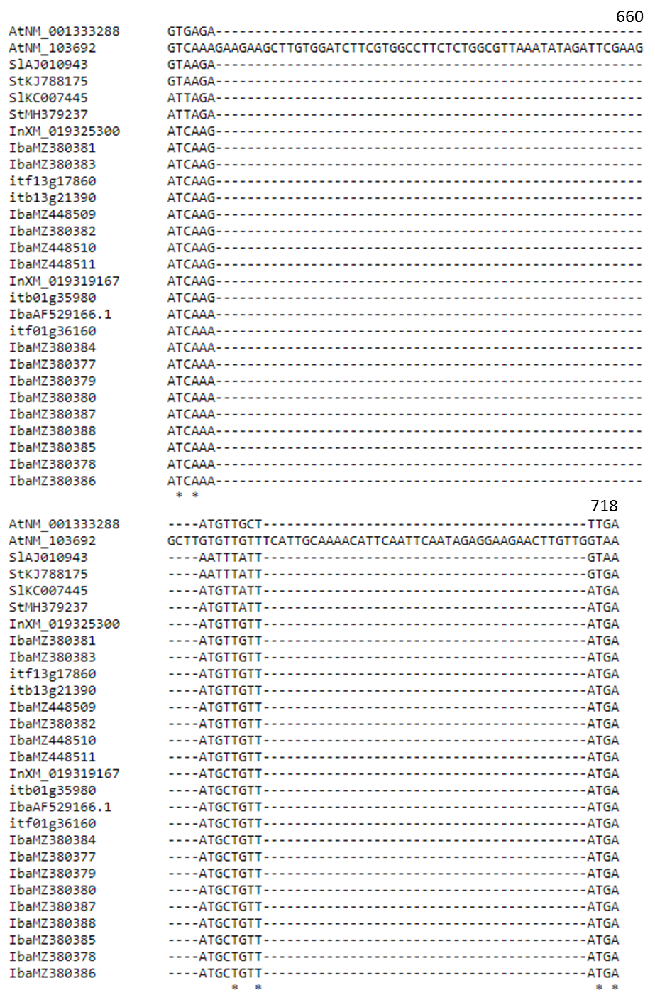 660
AtNM_001333288 GTGAGA------------------------------------------------------
AtNM_103692 GTCAAAGAAGAAGCTTGTGGATCTTCGTGGCCTTCTCTGGCGTTAAATATAGATTCGAAG
SlAJ010943 GTAAGA------------------------------------------------------
StKJ788175 GTAAGA------------------------------------------------------
SlKC007445 ATTAGA------------------------------------------------------
StMH379237 ATTAGA------------------------------------------------------
InXM_019325300 ATCAAG------------------------------------------------------
IbaMZ380381 ATCAAG------------------------------------------------------
IbaMZ380383 ATCAAG------------------------------------------------------
itf13g17860 ATCAAG------------------------------------------------------
itb13g21390 ATCAAG------------------------------------------------------
IbaMZ448509 ATCAAG------------------------------------------------------
IbaMZ380382 ATCAAG------------------------------------------------------
IbaMZ448510 ATCAAG------------------------------------------------------
IbaMZ448511 ATCAAG------------------------------------------------------
InXM_019319167 ATCAAG------------------------------------------------------
itb01g35980 ATCAAG------------------------------------------------------
IbaAF529166.1 ATCAAA------------------------------------------------------
itf01g36160 ATCAAA------------------------------------------------------
IbaMZ380384 ATCAAA------------------------------------------------------
IbaMZ380377 ATCAAA------------------------------------------------------
IbaMZ380379 ATCAAA------------------------------------------------------
IbaMZ380380 ATCAAA------------------------------------------------------
IbaMZ380387 ATCAAA------------------------------------------------------
IbaMZ380388 ATCAAA------------------------------------------------------
IbaMZ380385 ATCAAA------------------------------------------------------
IbaMZ380378 ATCAAA------------------------------------------------------
IbaMZ380386 ATCAAA------------------------------------------------------
* *
718
AtNM_001333288 ----ATGTTGCT-----------------------------------------TTGA
AtNM_103692 GCTTGTGTTGTTTCATTGCAAAACATTCAATTCAATAGAGGAAGAACTTGTTGGTAA
SlAJ010943 ----AATTTATT-----------------------------------------GTAA
StKJ788175 ----AATTTATT-----------------------------------------GTGA
SlKC007445 ----ATGTTATT-----------------------------------------ATGA
StMH379237 ----ATGTTATT-----------------------------------------ATGA
InXM_019325300 ----ATGTTGTT-----------------------------------------ATGA
IbaMZ380381 ----ATGTTGTT-----------------------------------------ATGA
IbaMZ380383 ----ATGTTGTT-----------------------------------------ATGA
itf13g17860 ----ATGTTGTT-----------------------------------------ATGA
itb13g21390 ----ATGTTGTT-----------------------------------------ATGA
IbaMZ448509 ----ATGTTGTT-----------------------------------------ATGA
IbaMZ380382 ----ATGTTGTT-----------------------------------------ATGA
IbaMZ448510 ----ATGTTGTT-----------------------------------------ATGA
IbaMZ448511 ----ATGTTGTT-----------------------------------------ATGA
InXM_019319167 ----ATGCTGTT-----------------------------------------ATGA
itb01g35980 ----ATGCTGTT-----------------------------------------ATGA
IbaAF529166.1 ----ATGCTGTT-----------------------------------------ATGA
itf01g36160 ----ATGCTGTT-----------------------------------------ATGA
IbaMZ380384 ----ATGCTGTT-----------------------------------------ATGA
IbaMZ380377 ----ATGCTGTT-----------------------------------------ATGA
IbaMZ380379 ----ATGCTGTT-----------------------------------------ATGA
IbaMZ380380 ----ATGCTGTT-----------------------------------------ATGA
IbaMZ380387 ----ATGCTGTT-----------------------------------------ATGA
IbaMZ380388 ----ATGCTGTT-----------------------------------------ATGA
IbaMZ380385 ----ATGCTGTT-----------------------------------------ATGA
IbaMZ380378 ----ATGCTGTT-----------------------------------------ATGA
IbaMZ380386 ----ATGCTGTT-----------------------------------------ATGA
* * * *